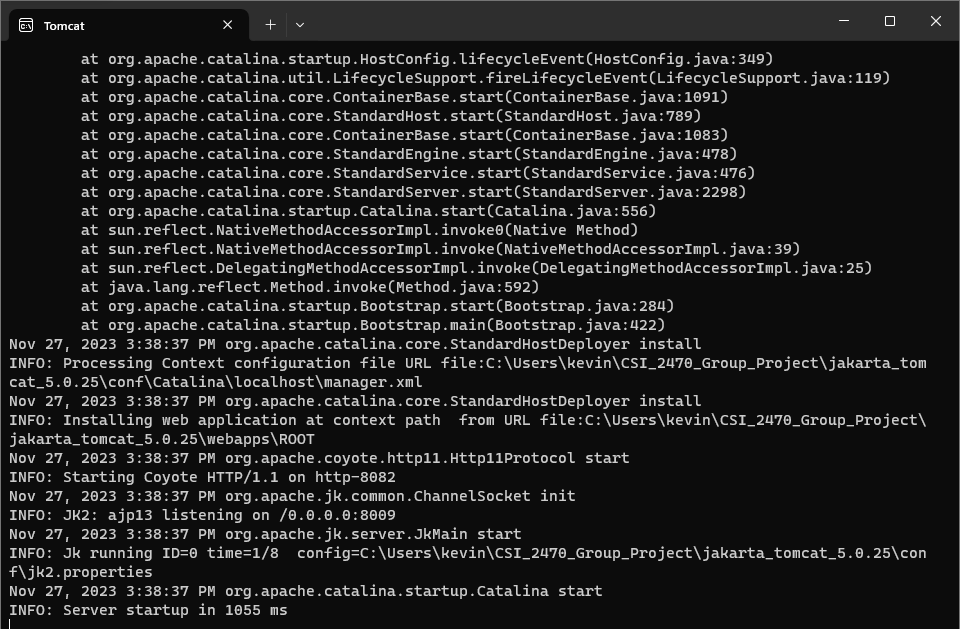 Tomcat
at org.apache.catalina.startup.HostConfig.lifecycleEvent(HostConfig.java:349)
at org.apache.catalina.util.LifecycleSupport.fireLifecycleEvent(LifecycleSupport.java:119)
at org.apache.catalina.core.ContainerBase.start(ContainerBase.java:1091)
at org.apache.catalina.core.StandardHost.start(StandardHost.java:789)
at org.apache.catalina.core.ContainerBase.start(ContainerBase.java:1083)
at org.apache.catalina.core.StandardEngine.start(StandardEngine.java:478)
at org.apache.catalina.core.StandardService.start(StandardService.java:476)
at org.apache.catalina.core.StandardServer.start(StandardServer.java:2298)
at org.apache.catalina.startup.Catalina.start(Catalina.java:556)
at sun.reflect.NativeMethodAccessorImpl.invoke0(Native Method)
at sun.reflect.NativeMethodAccessorImpl.invoke(NativeMethodAccessorImpl.java:39)
at sun.reflect.DelegatingMethodAccessorImpl.invoke(DelegatingMethodAccessorImpl.java:25)
at java.lang.reflect.Method.invoke(Method.java:592)
at org.apache.catalina.startup.Bootstrap.start(Bootstrap.java:284)
at org.apache.catalina.startup.Bootstrap.main(Bootstrap.java:422)
Nov 27, 2023 3:38:37 PM org.apache.catalina.core.StandardHostDeployer install
INFO: Processing Context configuration file URL file:C:\Users\kevin\CSI_2470_Group_Project\jakarta_tom
cat_5.0.25\conf\Catalina\localhost\manager.xml
Nov 27, 2023 3:38:37 PM org.apache.catalina.core.StandardHostDeployer install
INFO: Installing web application at context path  from URL file:C:\Users\kevin\CSI_2470_Group_Project\
jakarta_tomcat_5.0.25\webapps\ROOT
Nov 27, 2023 3:38:37 PM org.apache.coyote.http11.Http11Protocol start
INFO: Starting Coyote HTTP/1.1 on http-8082
Nov 27, 2023 3:38:37 PM org.apache.jk.common.ChannelSocket init
INFO: JK2: ajp13 listening on /0.0.0.0:8009
Nov 27, 2023 3:38:37 PM org.apache.jk.server.JkMain start
INFO: Jk running ID=0 time=1/8  config=C:\Users\kevin\CSI_2470_Group_Project\jakarta_tomcat_5.0.25\con
f\jk2.properties
Nov 27, 2023 3:38:37 PM org.apache.catalina.startup.Catalina start
INFO: Server startup in 1055 ms